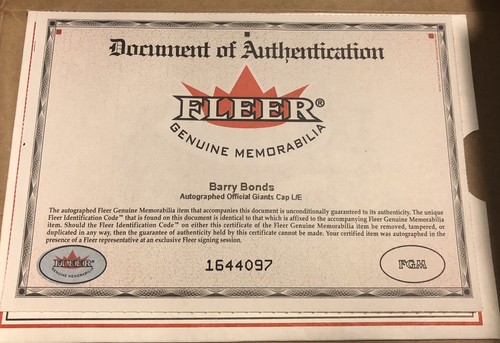 Document of Authentication
FLEER®
GENUINE MEMORABILIA
Barry Bonds
Autographed Official Giants Cap L/E
The autographed Fleer Genuine Memorabilia item that accompanies this document is unconditionally guaranteed to its authenticity. The unique
Fleer Identification Code™ that is found on this document is identical to that which is affixed to the accompanying Fleer Genuine Memorabilia
item. Should the Fleer Identification Code™ on either this certificate of the Fleer Genuine Memorabilia item be removed, tampered, or
duplicated in any way, then the guarantee of authenticity held by this certificate cannot be made. Your certified item was autographed in the
presence of a Fleer representative at an exclusive Fleer signing session.
FLEER
GENUINE MEMORABILIA
1644097
FGM